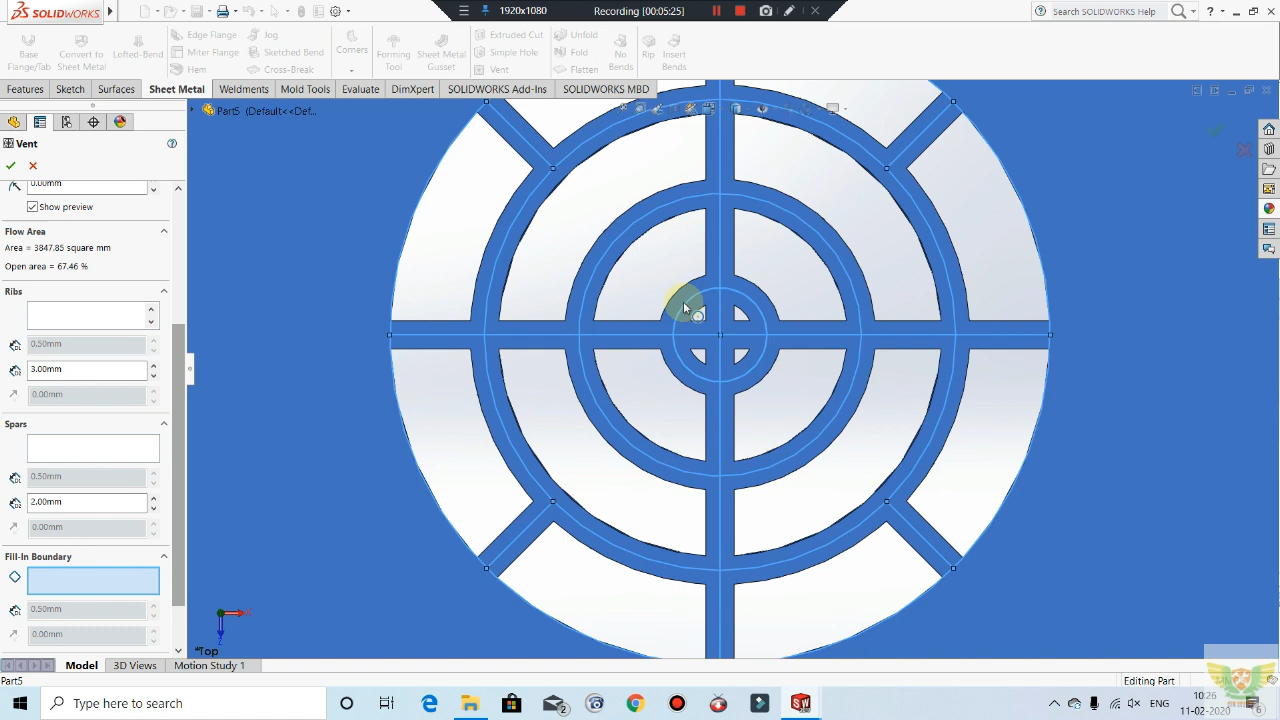 SOLIDWORKS
1920x1080
Recording [00:05:25]
Search SOLIDWORKS Help
Base Flange/Tab
Convert to Sheet Metal
Lofted-Bend
Edge Flange
Miter Flange
Hem
Jog
Sketched Bend
Cross-Break
Corners
Forming Tool
Sheet Metal Gusset
Extruded Cut
Simple Hole
Vent
Unfold
Fold
Flatten
No Bends
Rip
Insert Bends
Features
Sketch
Surfaces
Sheet Metal
Weldments
Mold Tools
Evaluate
DimXpert
SOLIDWORKS Add-Ins
SOLIDWORKS MBD
Part5 (Default<<Def...
Vent
0.00mm
Show preview
Flow Area
Area = 3847.85 square mm
Open area = 67.46 %
Ribs
0.50mm
3.00mm
0.00mm
Spars
0.50mm
2.00mm
0.00mm
Fill-In Boundary
0.50mm
0.00mm
*Top
Model
3D Views
Motion Study 1
Part5
Editing Part
Type here to search
2
ENG
10:26
11-02-2020
6